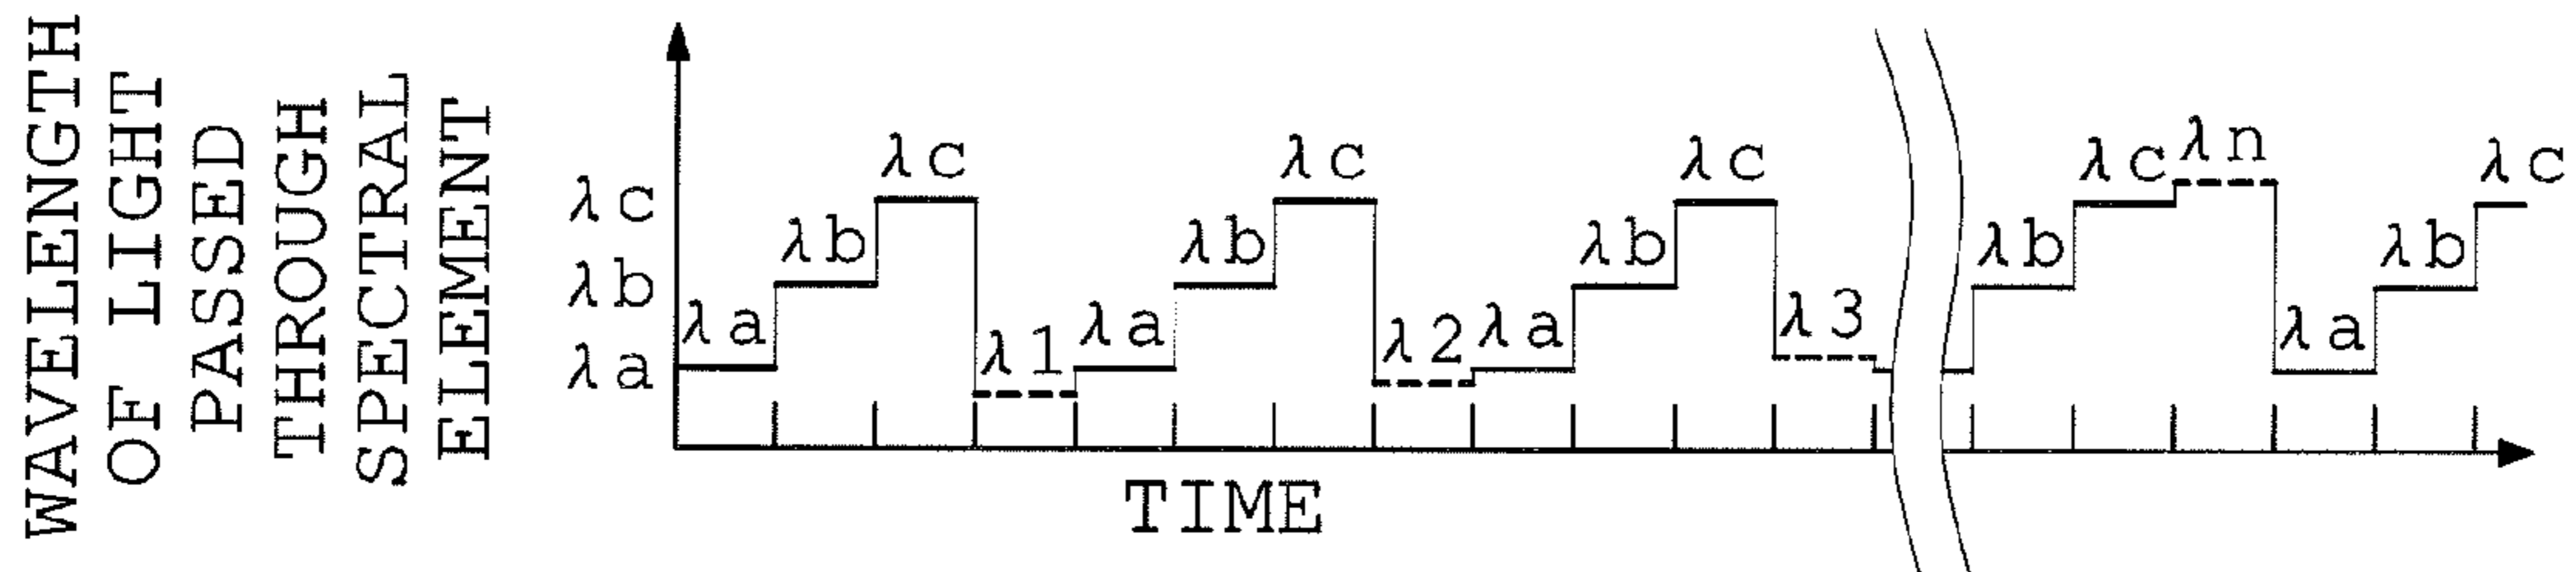 WAVELENGTH
OF LIGHT
PASSED
THROUGH
SPECTRAL
ELEMENT
λc
λb
λa
λa
λb
λc
λ1
λa
λb
λc
λ2
λa
λb
λc
λ3
λb
λc
λn
λa
λb
λc
TIME